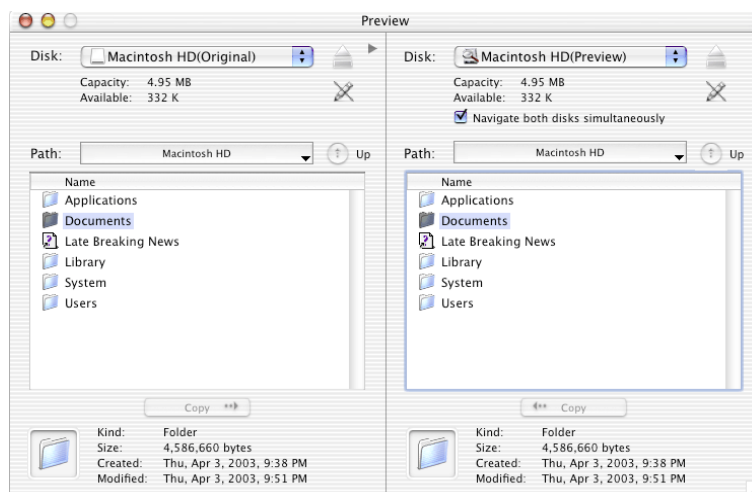 Preview
Disk: Macintosh HD(Original)
Capacity: 4.95 MB
Available: 332 K
Path: Macintosh HD Up
Name
Applications
Documents
Late Breaking News
Library
System
Users
Copy
Kind: Folder
Size: 4,586,660 bytes
Created: Thu, Apr 3, 2003, 9:38 PM
Modified: Thu, Apr 3, 2003, 9:51 PM
Disk: Macintosh HD(Preview)
Capacity: 4.95 MB
Available: 332 K
Navigate both disks simultaneously
Path: Macintosh HD Up
Name
Applications
Documents
Late Breaking News
Library
System
Users
Copy
Kind: Folder
Size: 4,586,660 bytes
Created: Thu, Apr 3, 2003, 9:38 PM
Modified: Thu, Apr 3, 2003, 9:51 PM